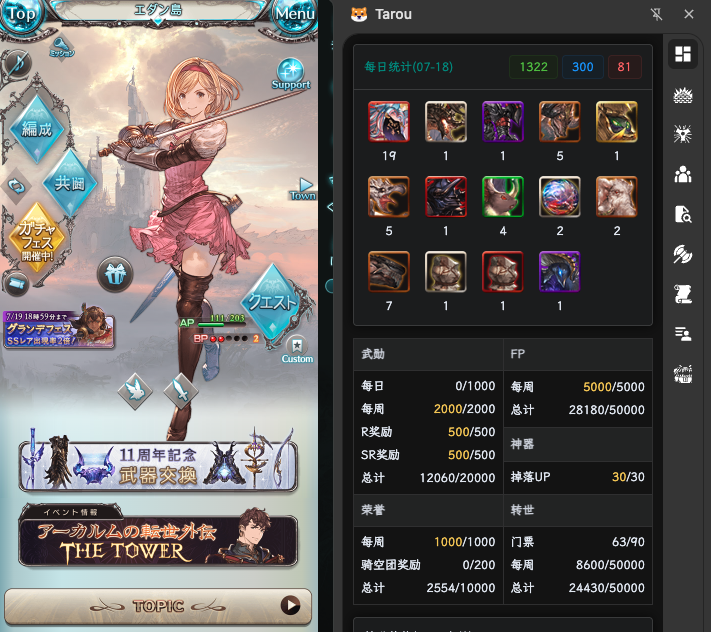 Top
エダン島
Menu
ミッション
Support
編成
共闘
Town
ガチャ
フェス
開催中!
クエスト
7/19 18時59分まで
グランデフェス
SSレア出現率2倍!
AP 111/203
BP 2
Custom
11周年記念
武器交換
イベント情報
アーカルムの転世外伝
THE TOWER
TOPIC
Tarou
每日统计(07-18) 1322 300 81
19 1 1 5 1
5 1 4 2 2
7 1 1 1
武勋
每日 0/1000
每周 2000/2000
R奖励 500/500
SR奖励 500/500
总计 12060/20000
FP
每周 5000/5000
总计 28180/50000
神器
掉落UP 30/30
荣誉
每周 1000/1000
骑空团奖励 0/200
总计 2554/10000
转世
门票 63/90
每周 8600/50000
总计 24430/50000